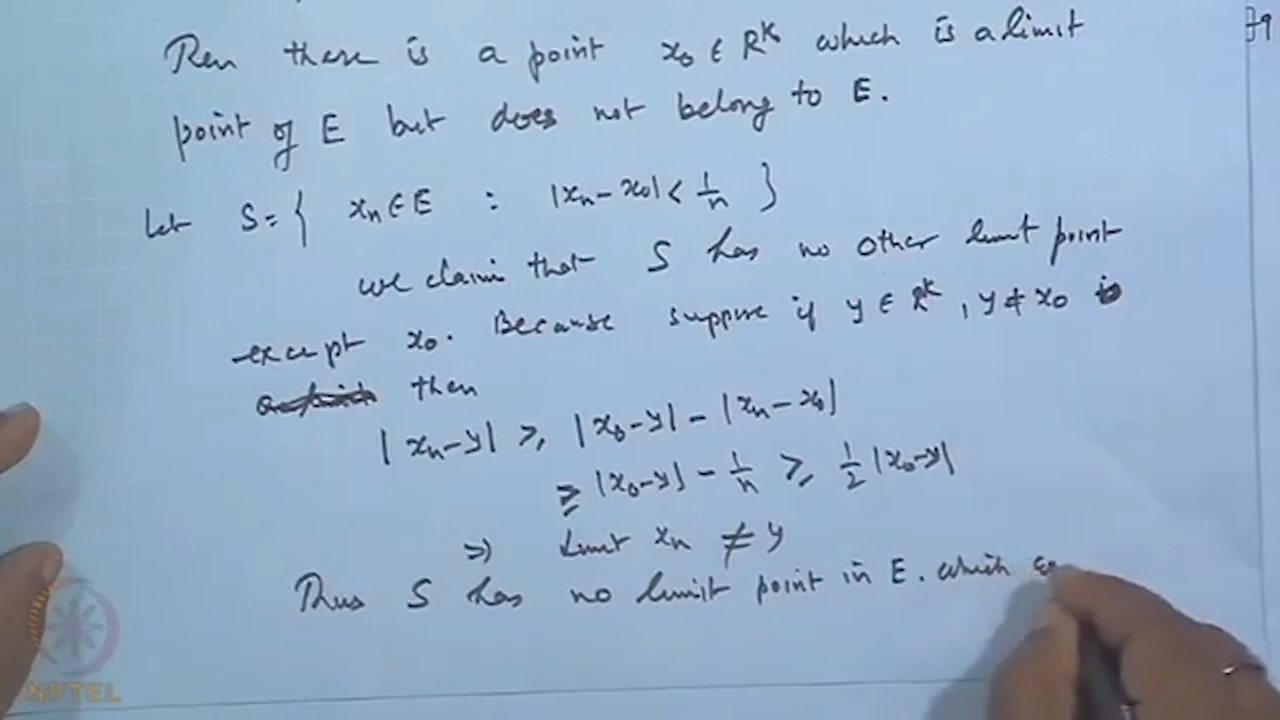 Then there is a point x₀ ∈ Rᵏ which is a limit
point of E but does not belong to E.
Let S = { xₙ ∈ E : |xₙ - x₀| < 1/n }
we claim that S has no other limit point
except x₀. Because suppose if y ∈ Rᵏ, y ≠ x₀
then
|xₙ - y| ≥ |x₀ - y| - |xₙ - x₀|
≥ |x₀ - y| - 1/n ≥ 1/2 |x₀ - y|
⇒ Limit xₙ ≠ y
Thus S has no limit point in E. which
NPTEL